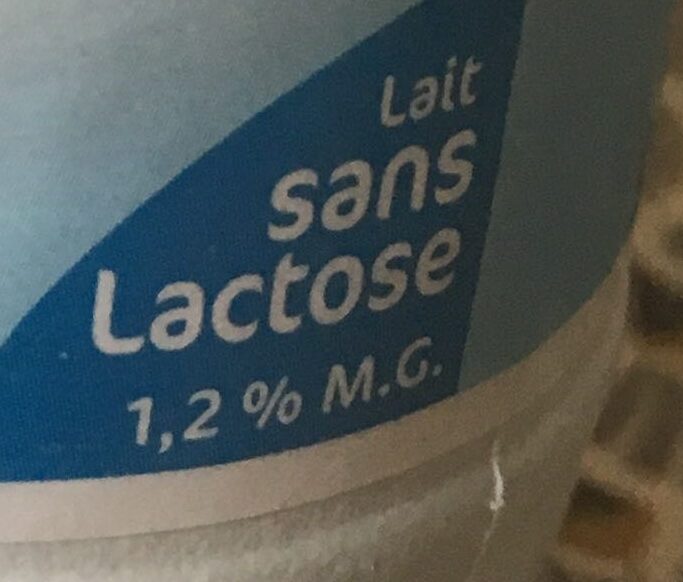 Lait
sans
Lactose
1,2 % M.G.